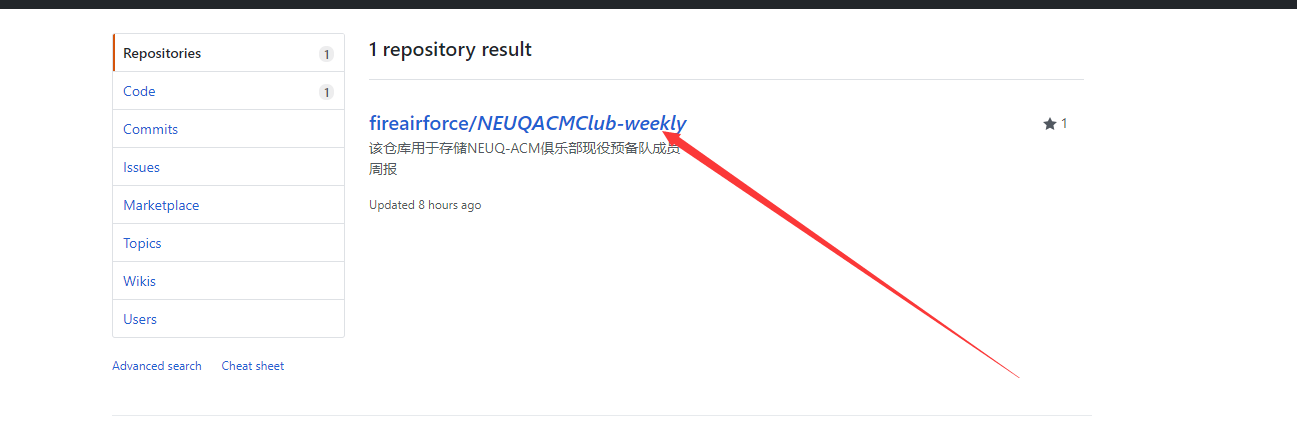 Repositories 1
Code 1
Commits
Issues
Marketplace
Topics
Wikis
Users
Advanced search Cheat sheet
1 repository result
fireairforce/NEUQACMClub-weekly
1
该仓库用于存储NEUQ-ACM俱乐部现役预备队成员
周报
Updated 8 hours ago